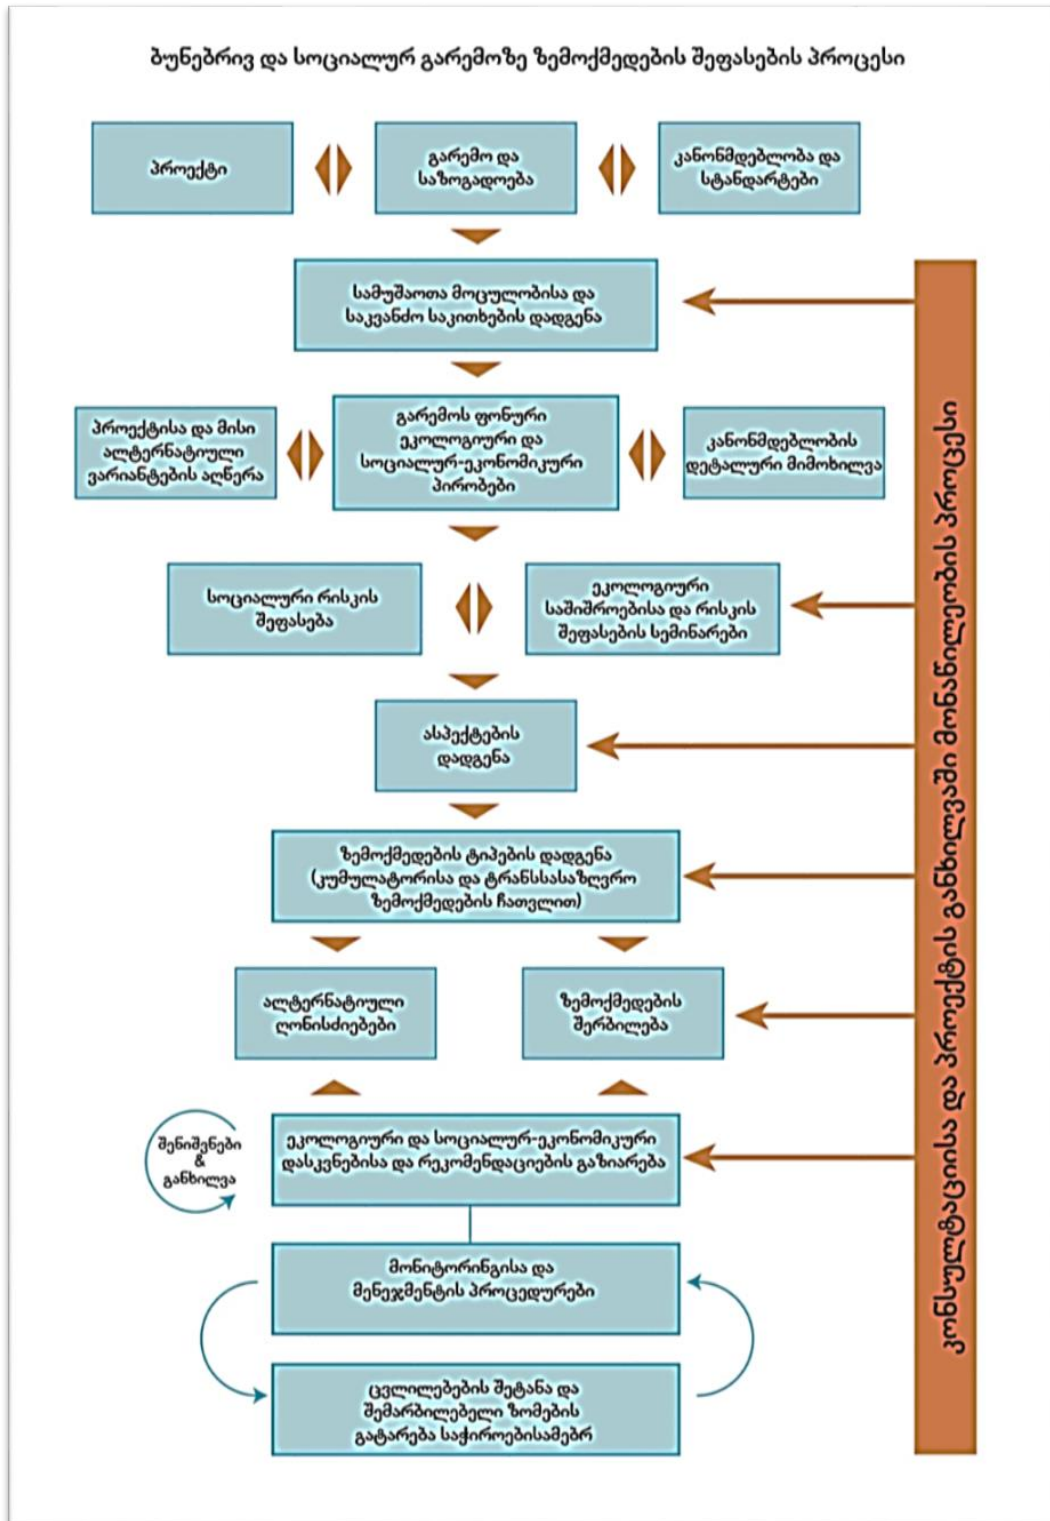 ბუნებრივ და სოციალურ გარემოზე ზემოქმედების შეფასების პროცესი
პროექტი
გარემო და
საზოგადოება
კანონმდებლობა და
სტანდარტები
სამუშაოთა მოცულობისა და
საკვანძო საკითხების დადგენა
პროექტისა და მისი
ალტერნატიული
ვარიანტების აღწერა
გარემოს ფონური
ეკოლოგიური და
სოციალურ-ეკონომიკური
პირობები
კანონმდებლობის
დეტალური მიმოხილვა
სოციალური რისკის
შეფასება
ეკოლოგიური
საშიშროებისა და რისკის
შეფასების სემინარები
ასპექტების
დადგენა
ზემოქმედების ტიპების დადგენა
(კუმულატორისა და ტრანსსასაზღვრო
ზემოქმედების ჩათვლით)
ალტერნატიული
ღონისძიებები
ზემოქმედების
შერბილება
შენიშვნები
&
განხილვა
ეკოლოგიური და სოციალურ-ეკონომიკური
დასკვნებისა და რეკომენდაციების გაზიარება
მონიტორინგისა და
მენეჯმენტის პროცედურები
ცვლილებების შეტანა და
შემარბილებელი ზომების
გატარება საჭიროებისამებრ
კონსულტაციისა და პროექტის განხილვაში მონაწილეობის პროცესი